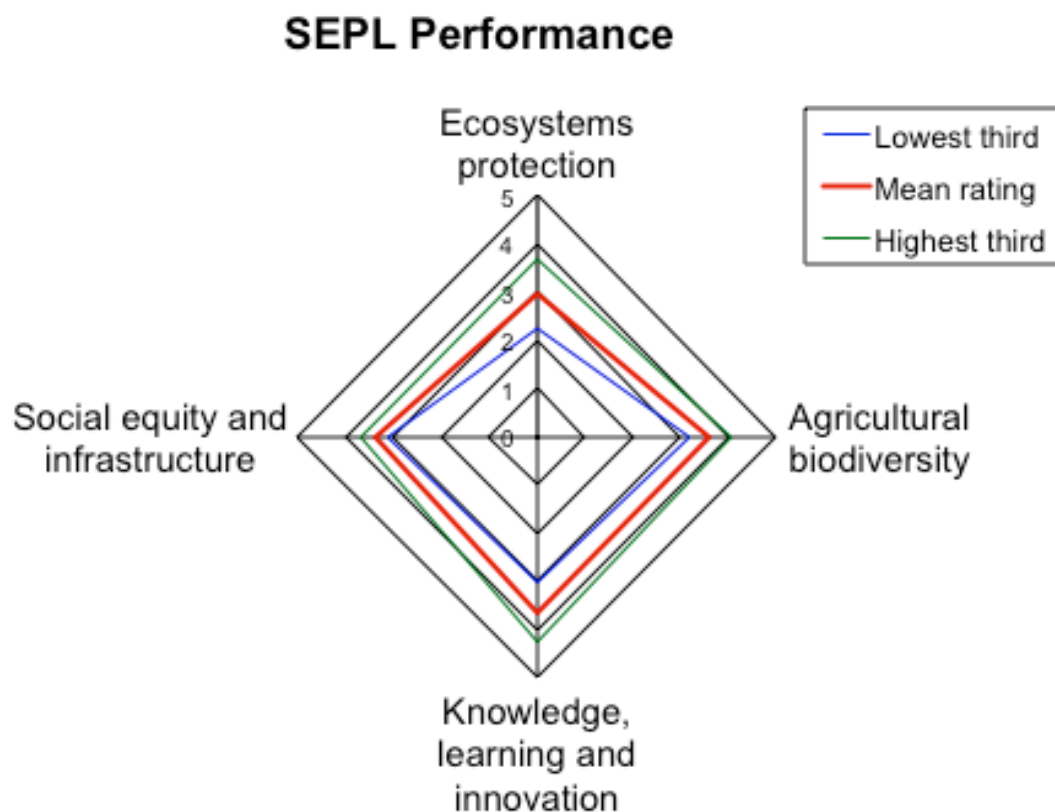 SEPL Performance
Ecosystems
protection
Lowest third
Mean rating
Highest third
5
4
3
2
1
0
Social equity and
infrastructure
Agricultural
biodiversity
Knowledge,
learning and
innovation